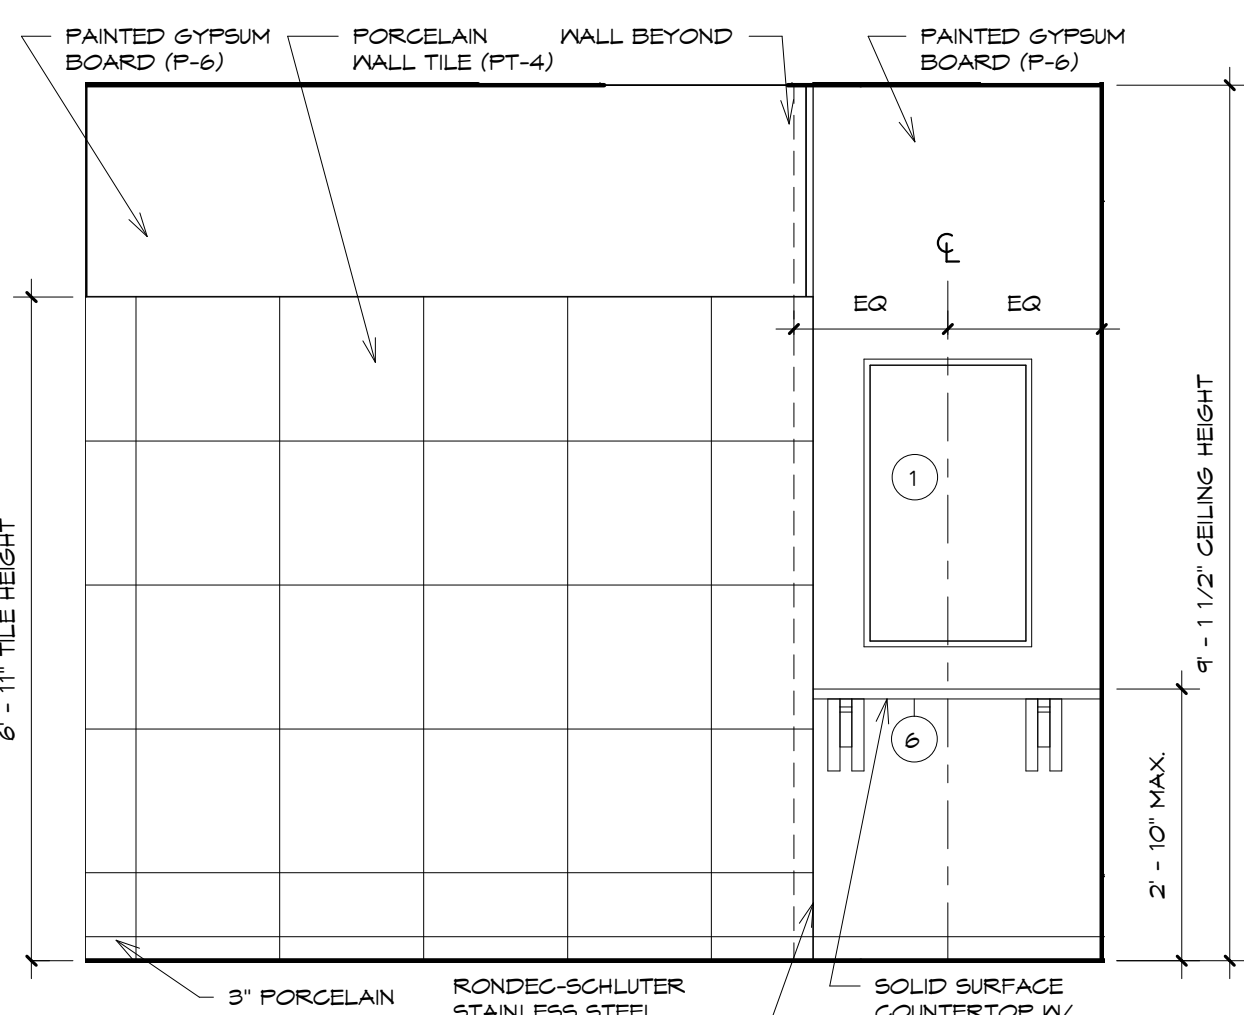 PAINTED GYPSUM
BOARD (P-6)
PORCELAIN
WALL TILE (PT-4)
WALL BEYOND
PAINTED GYPSUM
BOARD (P-6)
CL
EQ
EQ
1
6
6' - 11" TILE HEIGHT
9' - 1 1/2" CEILING HEIGHT
2' - 10" MAX.
3" PORCELAIN
RONDEC-SCHLUTER
STAINLESS STEEL
SOLID SURFACE
COUNTERTOP W/